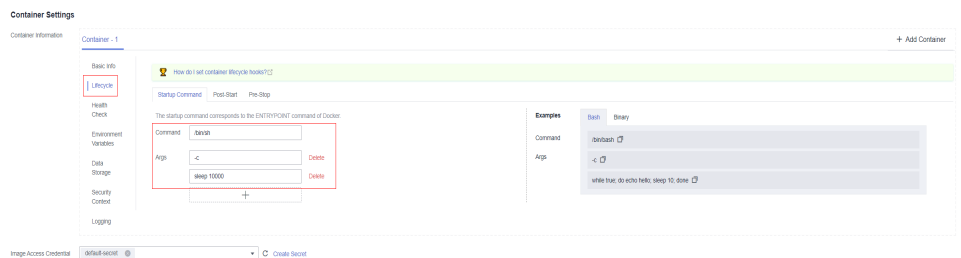 Container Settings
Container Information
Container - 1
+ Add Container
Basic Info
Lifecycle
Health
Check
Environment
Variables
Data
Storage
Security
Context
Logging
How do I set container lifecycle hooks?
Startup Command Post-Start Pre-Stop
The startup command corresponds to the ENTRYPOINT command of Docker.
Command /bin/sh
Args -c Delete
sleep 10000 Delete
+
Examples Bash Binary
Command /bin/bash
Args -c
while true; do echo hello; sleep 10; done
Image Access Credential default-secret Create Secret